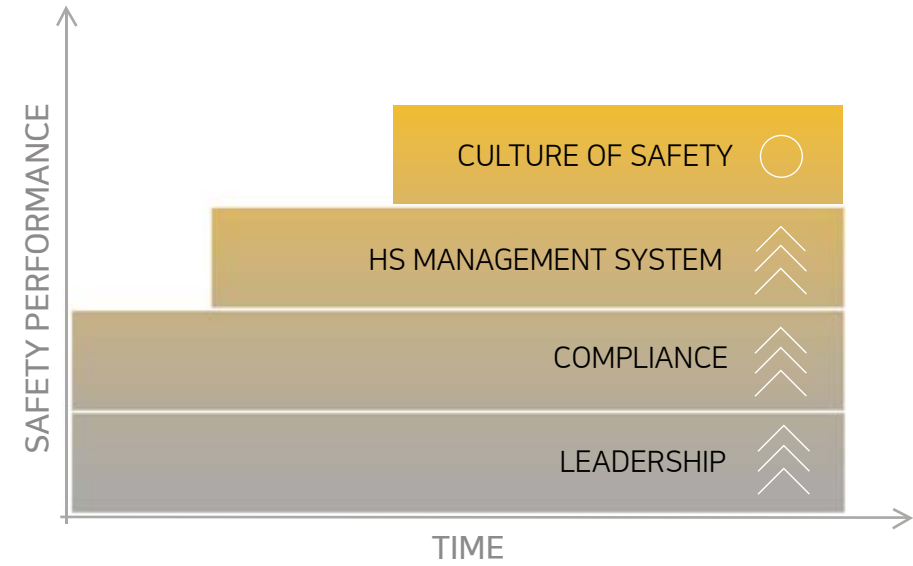 SAFETY PERFORMANCE
CULTURE OF SAFETY
HS MANAGEMENT SYSTEM
COMPLIANCE
LEADERSHIP
TIME